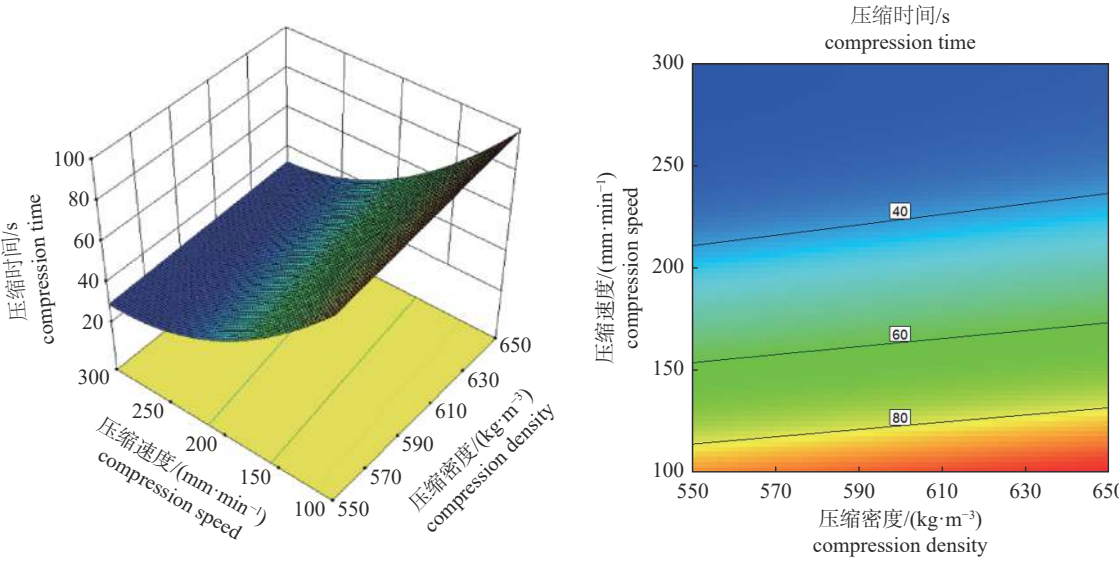 100
80
60
40
20
压缩时间/s
compression time
300
250
200
150
100
压缩速度/(mm·min⁻¹)
compression speed
550
570
590
610
630
650
压缩密度/(kg·m⁻³)
compression density
压缩时间/s
compression time
300
250
200
150
100
压缩速度/(mm·min⁻¹)
compression speed
40
60
80
550
570
590
610
630
650
压缩密度/(kg·m⁻³)
compression density